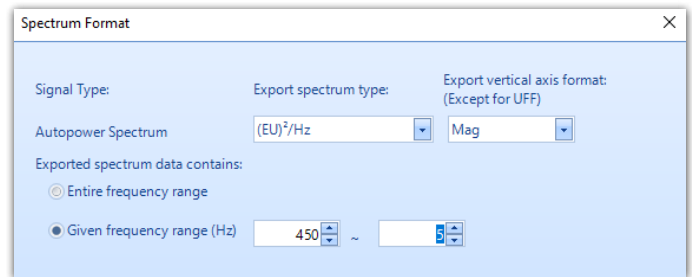 Spectrum Format
Signal Type:
Export spectrum type:
Export vertical axis format:
(Except for UFF)
Autopower Spectrum
(EU)²/Hz
Mag
Exported spectrum data contains:
Entire frequency range
Given frequency range (Hz)
450
~
5